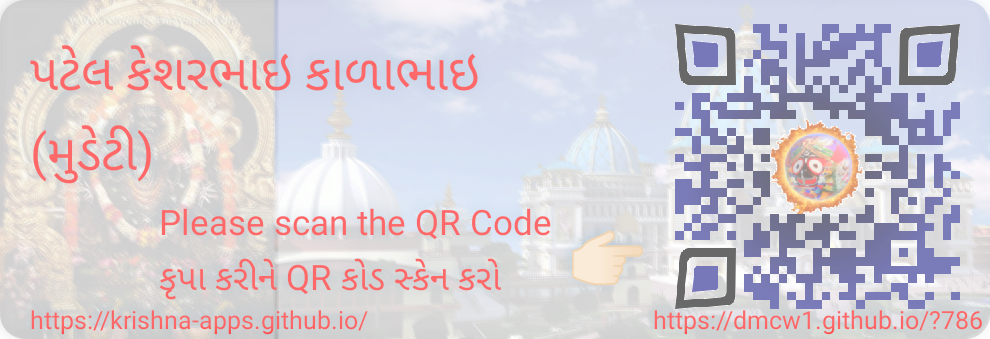 પટેલ કેશરભાઇ કાળાભાઇ
(મુડેટી)
Please scan the QR Code
કૃપા કરીને QR કોડ સ્કેન કરો
https://krishna-apps.github.io/
https://dmcw1.github.io/?786